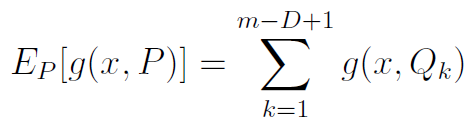 E_P[g(x, P)] = \sum_{k=1}^{m-D+1} g(x, Q_k)